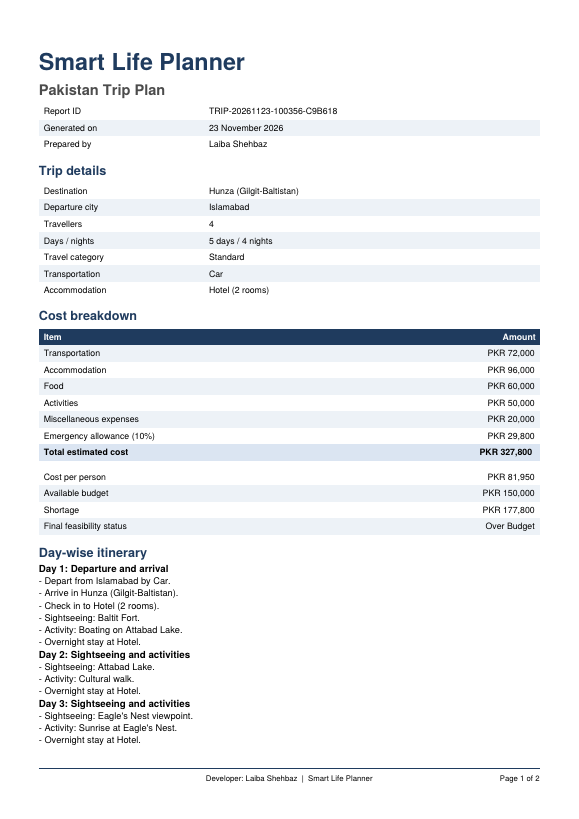 Smart Life Planner
Pakistan Trip Plan
Report ID TRIP-20261123-100356-C9B618
Generated on 23 November 2026
Prepared by Laiba Shehbaz
Trip details
Destination Hunza (Gilgit-Baltistan)
Departure city Islamabad
Travellers 4
Days / nights 5 days / 4 nights
Travel category Standard
Transportation Car
Accommodation Hotel (2 rooms)
Cost breakdown
Item Amount
Transportation PKR 72,000
Accommodation PKR 96,000
Food PKR 60,000
Activities PKR 50,000
Miscellaneous expenses PKR 20,000
Emergency allowance (10%) PKR 29,800
Total estimated cost PKR 327,800
Cost per person PKR 81,950
Available budget PKR 150,000
Shortage PKR 177,800
Final feasibility status Over Budget
Day-wise itinerary
Day 1: Departure and arrival
- Depart from Islamabad by Car.
- Arrive in Hunza (Gilgit-Baltistan).
- Check in to Hotel (2 rooms).
- Sightseeing: Baltit Fort.
- Activity: Boating on Attabad Lake.
- Overnight stay at Hotel.
Day 2: Sightseeing and activities
- Sightseeing: Attabad Lake.
- Activity: Cultural walk.
- Overnight stay at Hotel.
Day 3: Sightseeing and activities
- Sightseeing: Eagle's Nest viewpoint.
- Activity: Sunrise at Eagle's Nest.
- Overnight stay at Hotel.
Developer: Laiba Shehbaz | Smart Life Planner Page 1 of 2